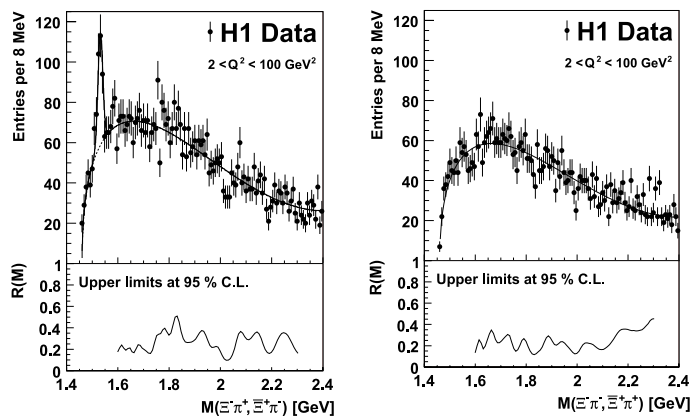 Entries per 8 MeV
120
100
80
60
40
20
H1 Data
2 < Q² < 100 GeV²
R(M)
1
0.8
0.6
0.4
0.2
0
Upper limits at 95 % C.L.
1.4 1.6 1.8 2 2.2 2.4
M(Ξ⁻π⁺, Ξ̅⁺π⁻) [GeV]
Entries per 8 MeV
120
100
80
60
40
20
H1 Data
2 < Q² < 100 GeV²
R(M)
1
0.8
0.6
0.4
0.2
0
Upper limits at 95 % C.L.
1.4 1.6 1.8 2 2.2 2.4
M(Ξ⁻π⁻, Ξ̅⁺π⁺) [GeV]